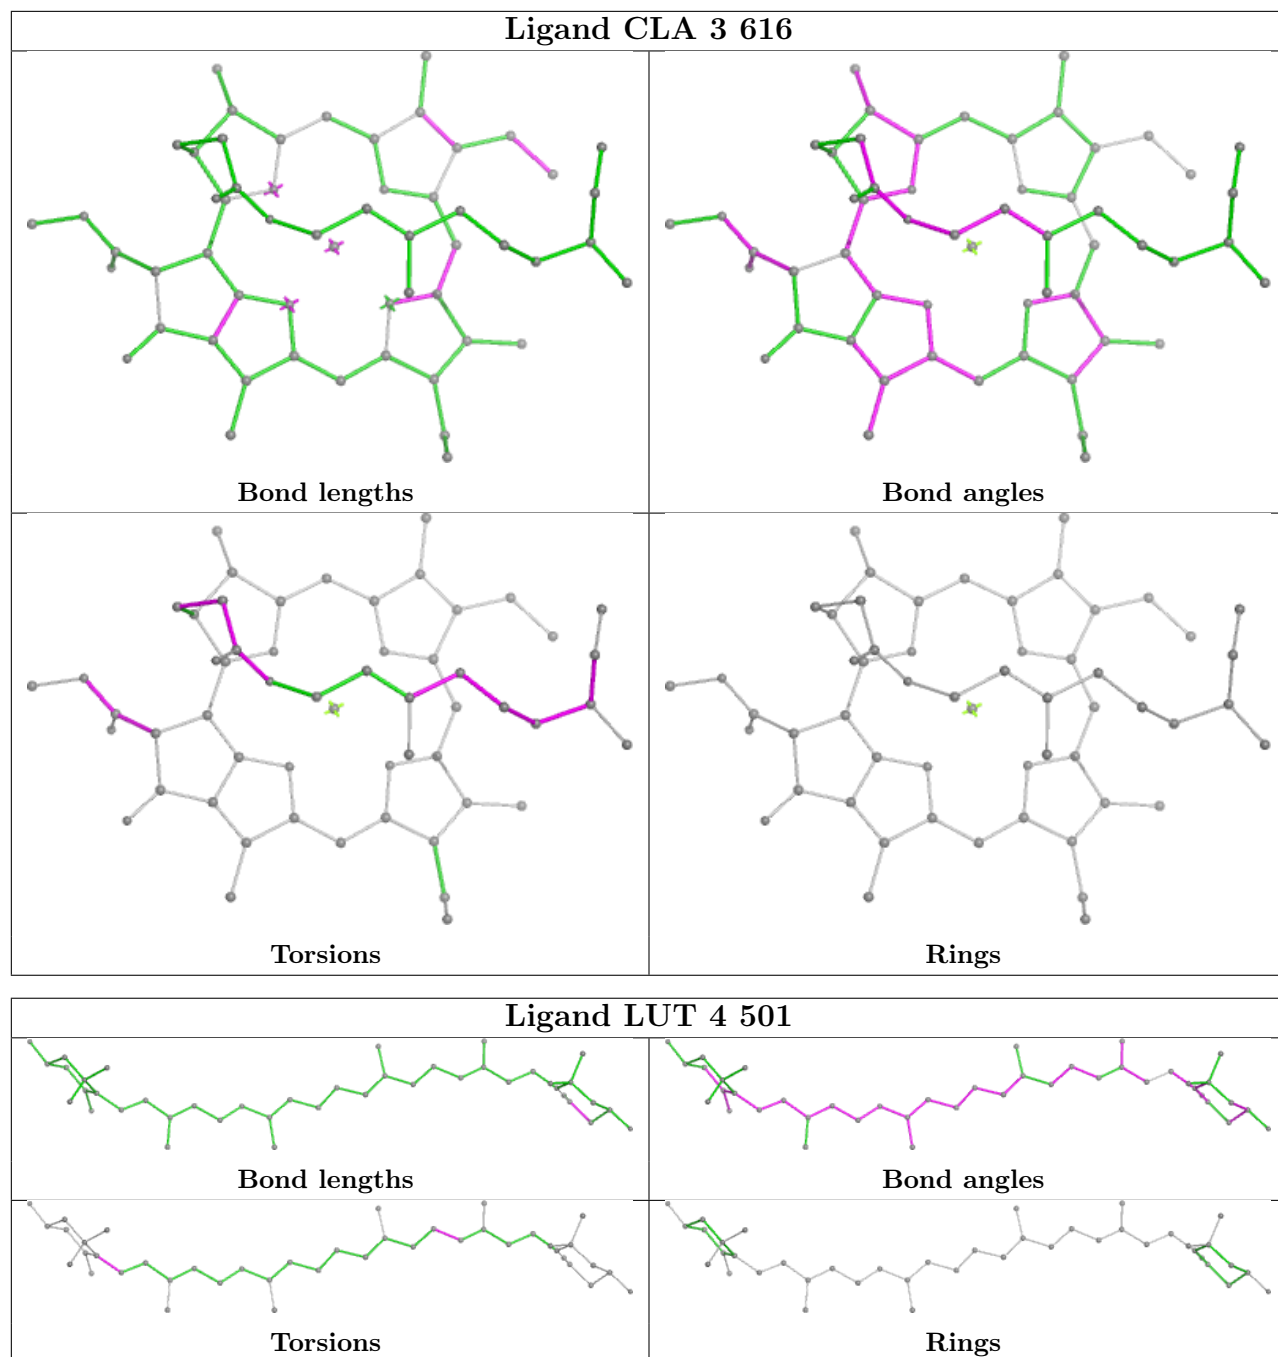 Ligand CLA 3 616
Bond lengths
Bond angles
Torsions
Rings
Ligand LUT 4 501
Bond lengths
Bond angles
Torsions
Rings